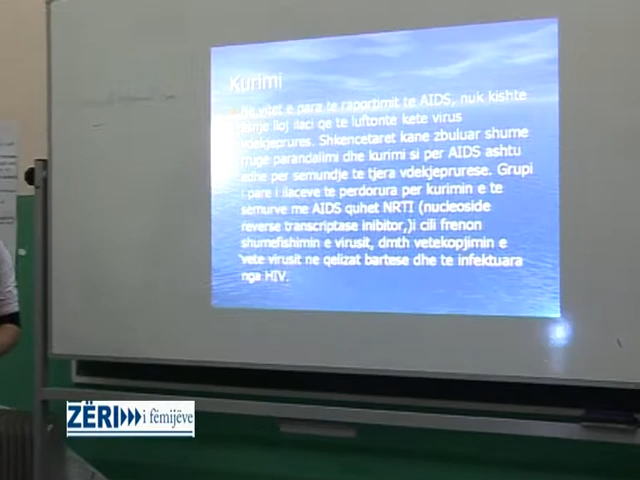 Kurimi
Ne vitet e para te raportimit te AIDS, nuk kishte
asnje lloj ilaci qe te luftonte kete virus
vdekjeprures. Shkencetaret kane zbuluar shume
rruge parandalimi dhe kurimi si per AIDS ashtu
edhe per semundje te tjera vdekjeprurese. Grupi
i pare i ilaceve te perdorura per kurimin e te
semurve me AIDS quhet NRTI (nucleoside
reverse transcriptase inibitor,)i cili frenon
shumefishimin e virusit, dmth vetekopjimin e
vete virusit ne qelizat bartese dhe te infektuara
nga HIV.
ZËRI i fëmijëve